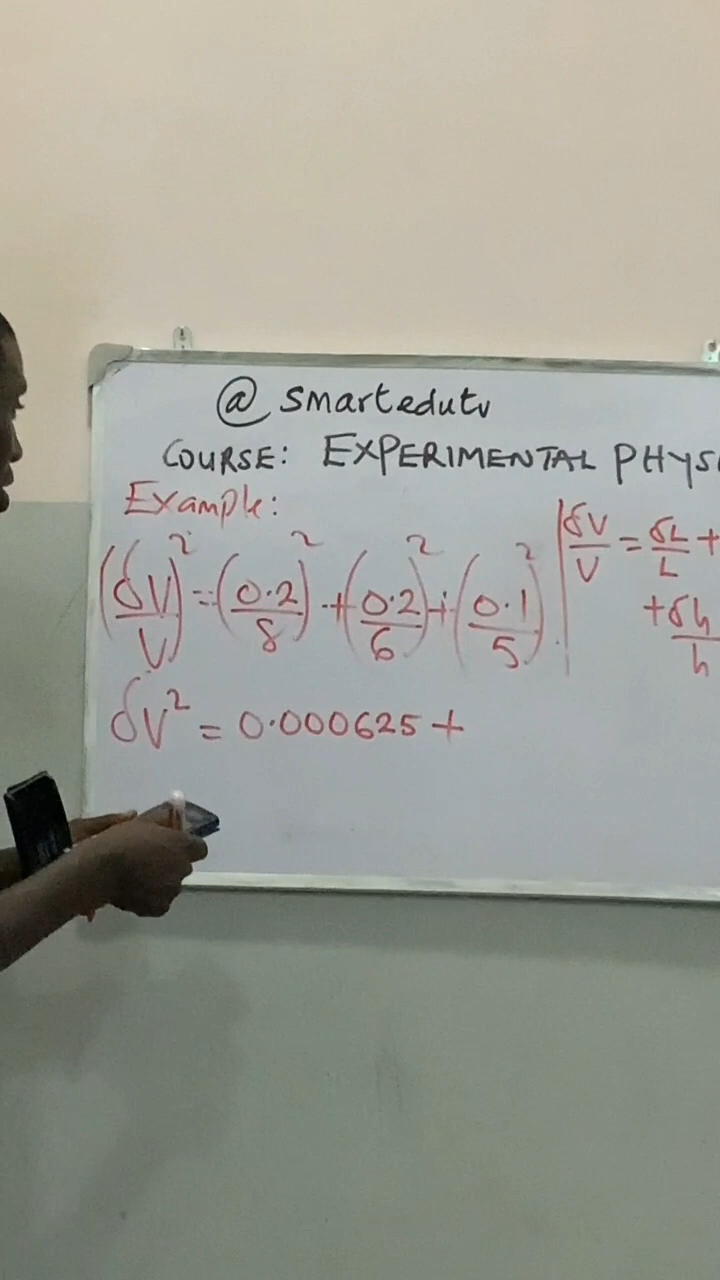 @ smartedutv
COURSE: EXPERIMENTAL PHYSI
Example:
(δV/V)² = (0.2/8)² + (0.2/6)² + (0.1/5)²
δV/V = δL/L +
+ δh/h
δV² = 0.000625 +